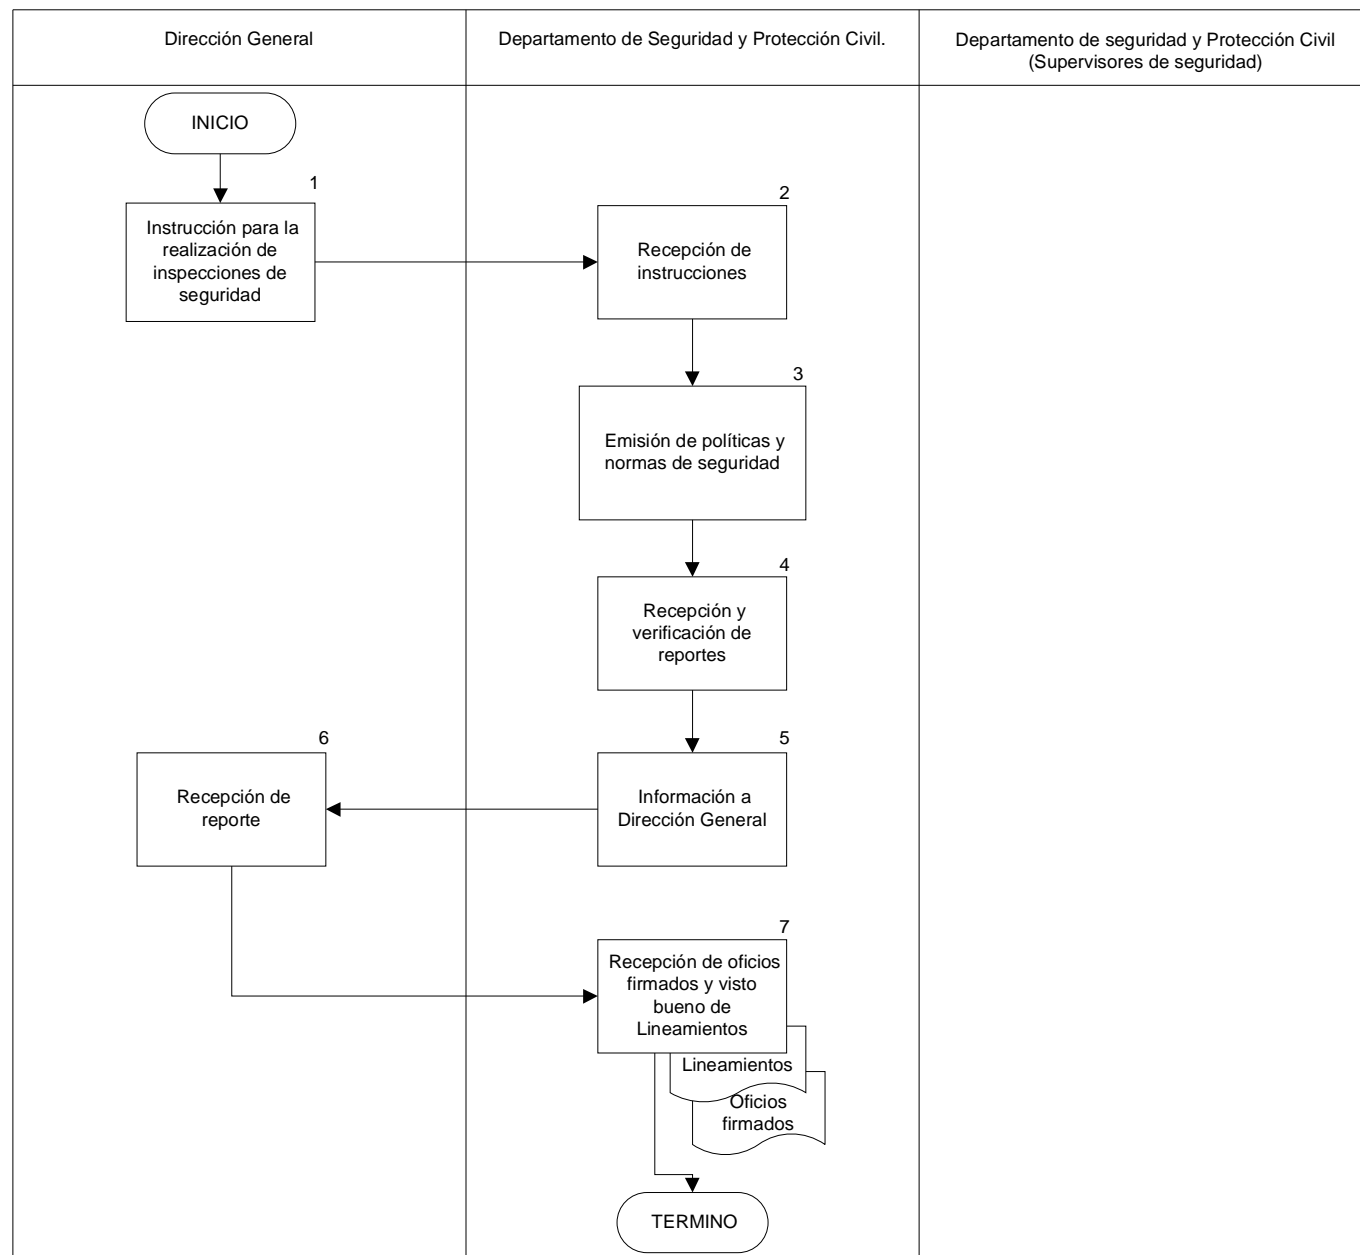 Dirección General
Departamento de Seguridad y Protección Civil.
Departamento de seguridad y Protección Civil
(Supervisores de seguridad)
INICIO
1
Instrucción para la
realización de
inspecciones de
seguridad
2
Recepción de
instrucciones
3
Emisión de políticas y
normas de seguridad
4
Recepción y
verificación de
reportes
5
Información a
Dirección General
6
Recepción de
reporte
7
Recepción de oficios
firmados y visto
bueno de
Lineamientos
Lineamientos
Oficios
firmados
TERMINO